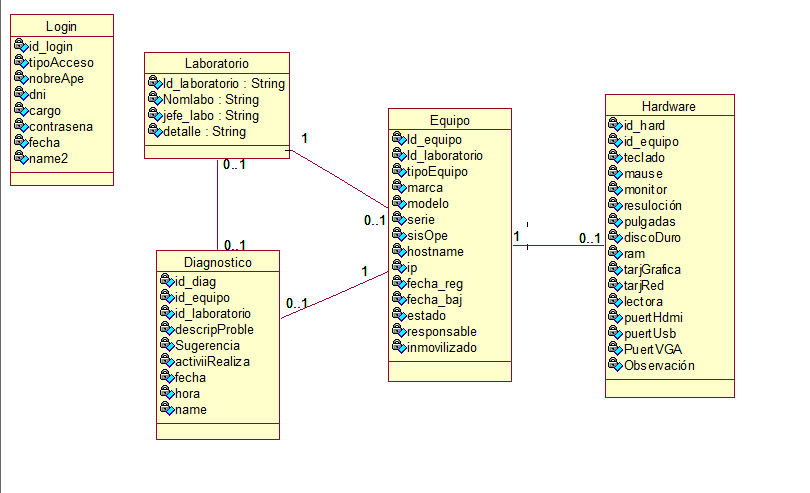 Login
id_login
tipoAcceso
nobreApe
dni
cargo
contrasena
fecha
name2
Laboratorio
Id_laboratorio : String
Nomlabo : String
jefe_labo : String
detalle : String
1
0..1
0..1
0..1
Diagnostico
id_diag
id_equipo
id_laboratorio
descripProble
Sugerencia
activiiRealiza
fecha
hora
name
1
0..1
Equipo
Id_equipo
Id_laboratorio
tipoEquipo
marca
modelo
serie
sisOpe
hostname
ip
fecha_reg
fecha_baj
estado
responsable
inmovilizado
1
0..1
Hardware
id_hard
id_equipo
teclado
mause
monitor
resuloción
pulgadas
discoDuro
ram
tarjGrafica
tarjRed
lectora
puertHdmi
puertUsb
PuertVGA
Observación